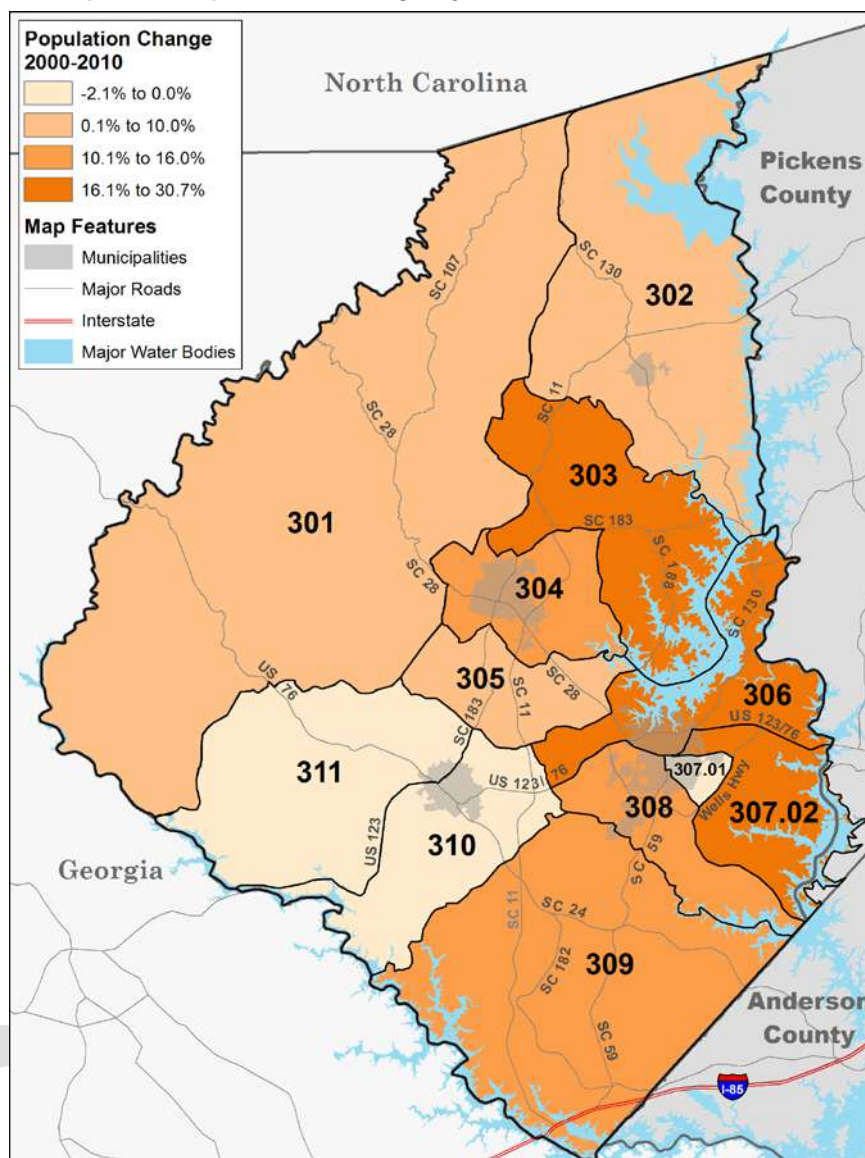 Population Change
2000-2010
-2.1% to 0.0%
0.1% to 10.0%
10.1% to 16.0%
16.1% to 30.7%
Map Features
Municipalities
Major Roads
Interstate
Major Water Bodies
North Carolina
Pickens
County
SC 107
SC 130
302
SC 28
SC 11
303
301
SC 183
SC 188
SC 28
304
SC 130
305
SC 28
SC 11
SC 183
306
US 123/76
US 76
311
307.01
US 123/ 76
308
Wells Hwy
307.02
310
US 123
SC 59
Georgia
SC 11
SC 24
SC 182
309
SC 59
Anderson
County
I-85